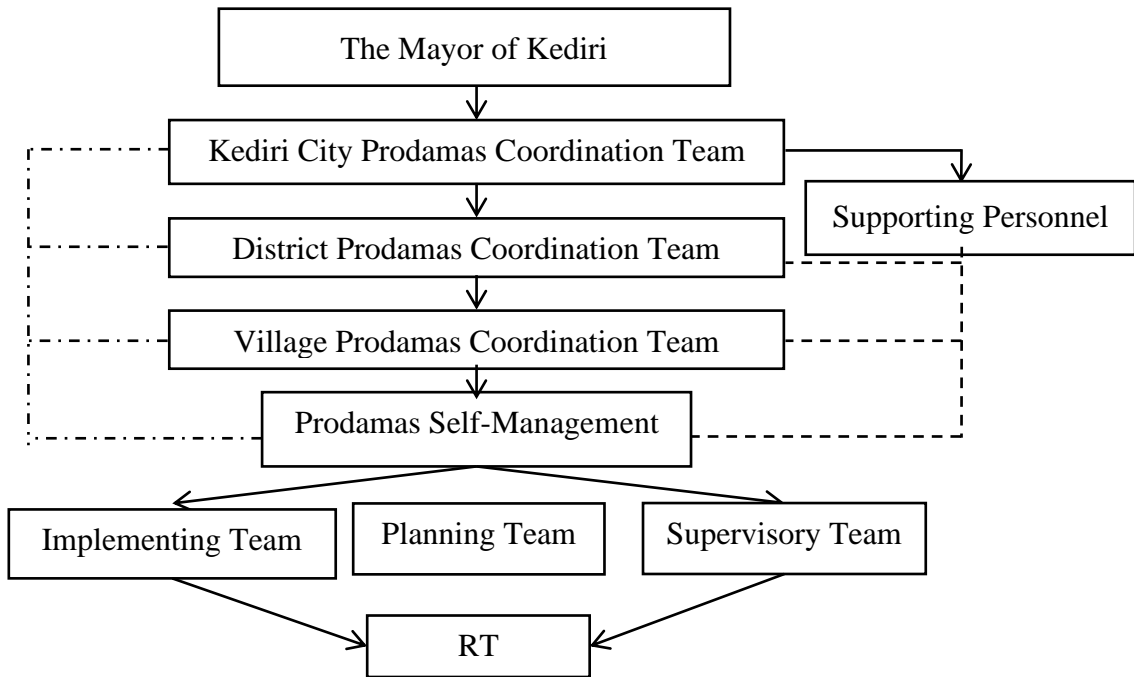 The Mayor of Kediri
Kediri City Prodamas Coordination Team
Supporting Personnel
District Prodamas Coordination Team
Village Prodamas Coordination Team
Prodamas Self-Management
Implementing Team
Planning Team
Supervisory Team
RT